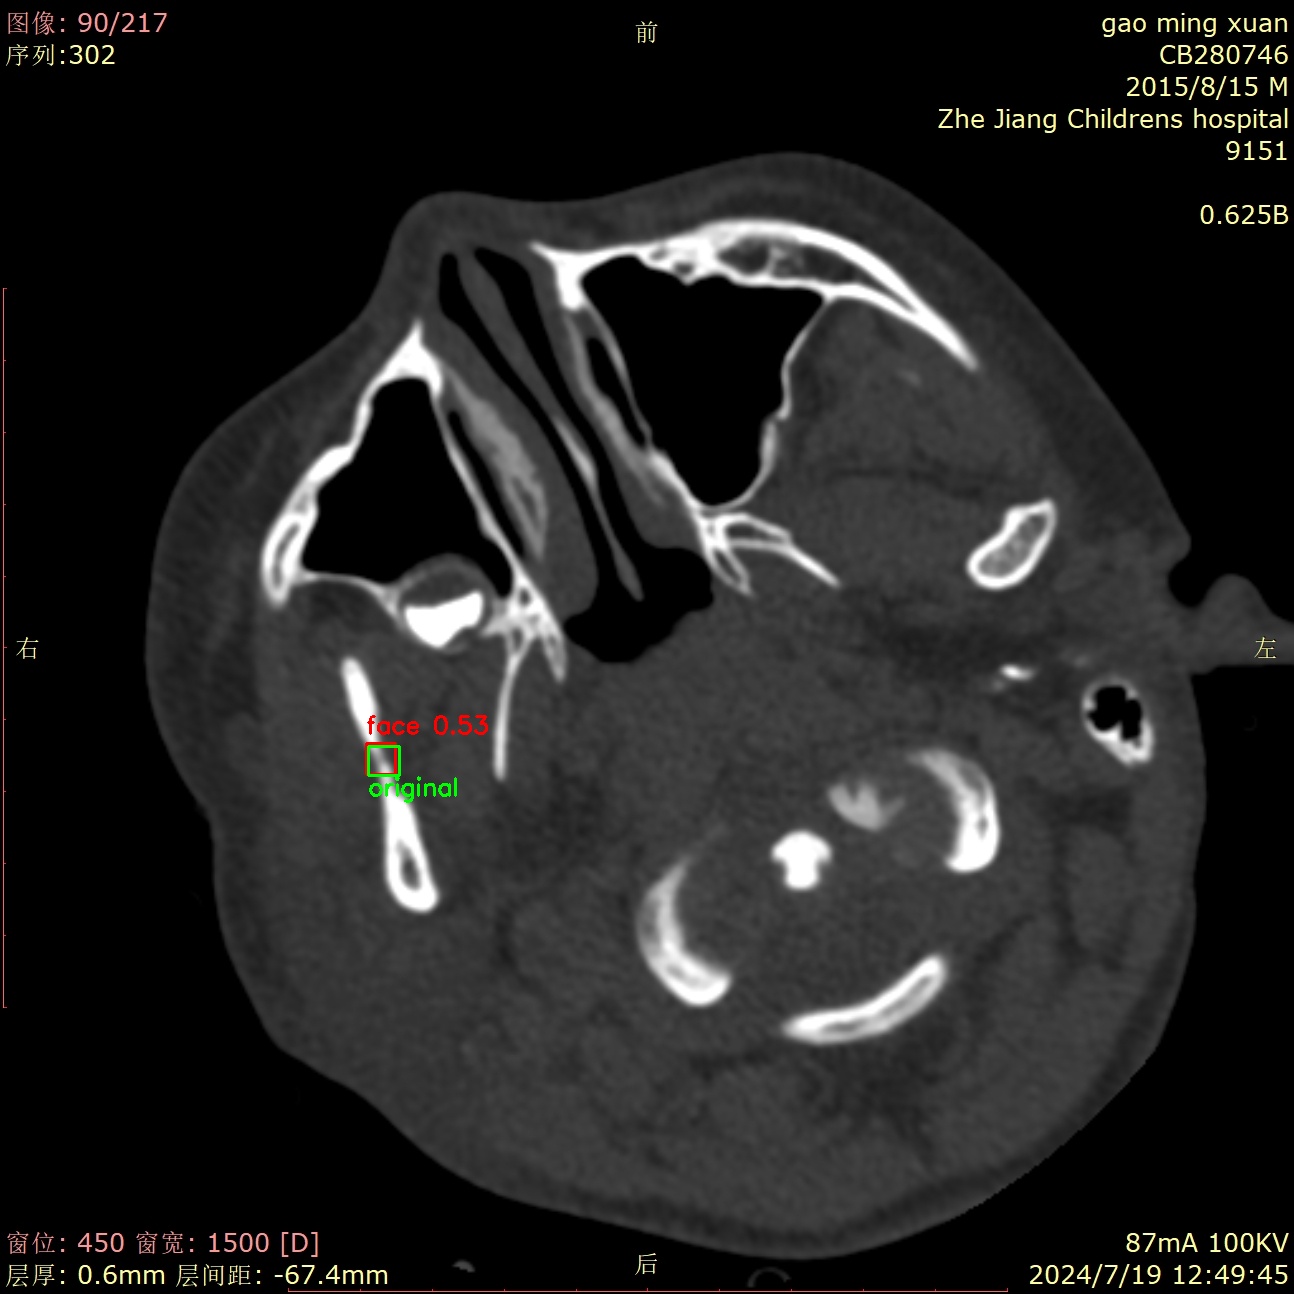 图像: 90/217
序列:302
前
gao ming xuan
CB280746
2015/8/15 M
Zhe Jiang Childrens hospital
9151
0.625B
右
左
face 0.53
original
窗位: 450 窗宽: 1500 [D]
层厚: 0.6mm 层间距: -67.4mm
后
87mA 100KV
2024/7/19 12:49:45